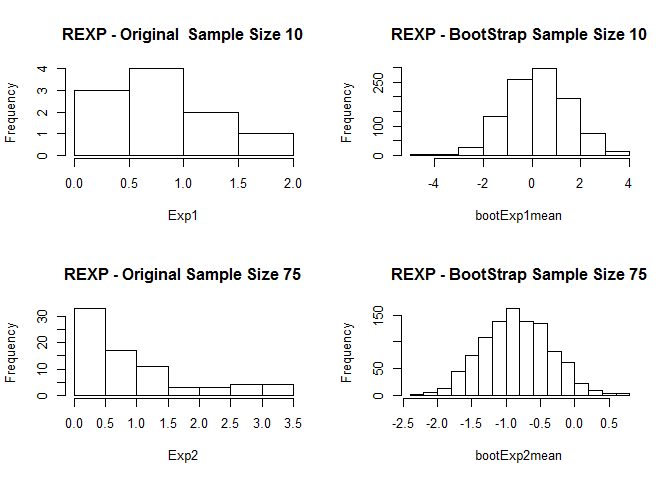 REXP - Original  Sample Size 10
Frequency
0 1 2 3 4
0.0 0.5 1.0 1.5 2.0
Exp1
REXP - BootStrap Sample Size 10
Frequency
0 100 250
-4 -2 0 2 4
bootExp1mean
REXP - Original Sample Size 75
Frequency
0 10 20 30
0.0 0.5 1.0 1.5 2.0 2.5 3.0 3.5
Exp2
REXP - BootStrap Sample Size 75
Frequency
0 50 150
-2.5 -2.0 -1.5 -1.0 -0.5 0.0 0.5
bootExp2mean